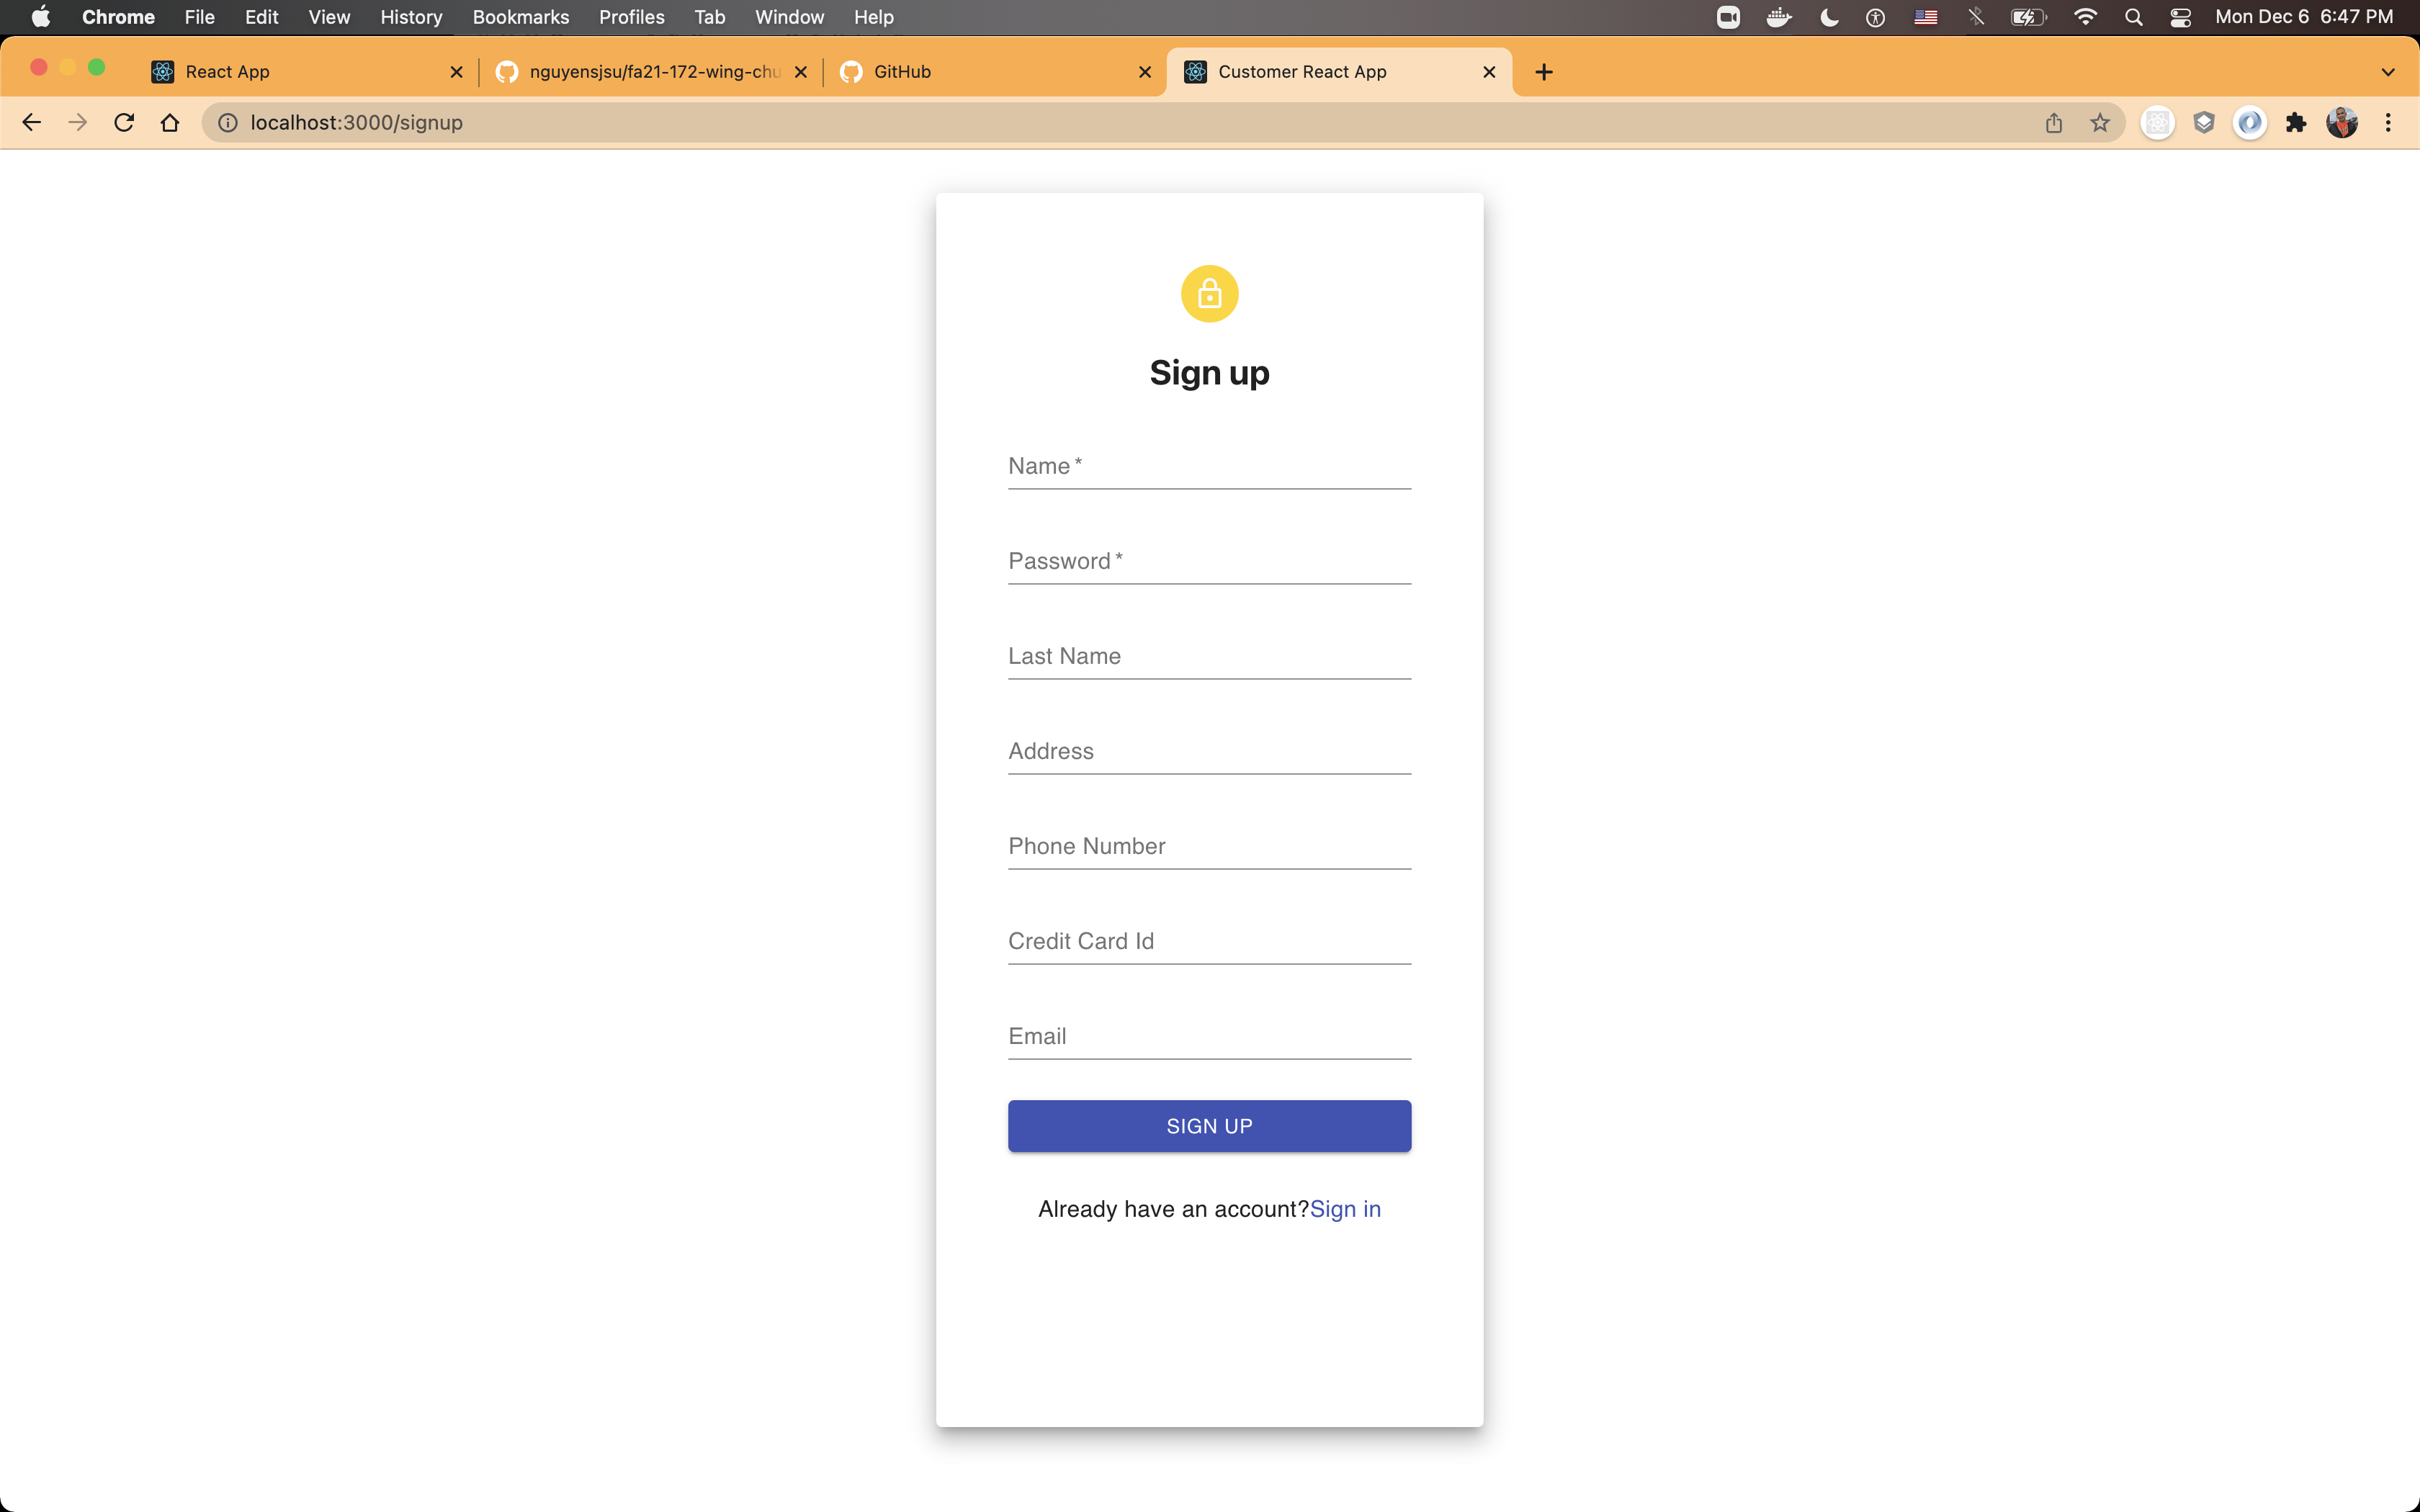 Chrome File Edit View History Bookmarks Profiles Tab Window Help Mon Dec 6 6:47 PM
React App nguyensjsu/fa21-172-wing-chu GitHub Customer React App
localhost:3000/signup
Sign up
Name *
Password *
Last Name
Address
Phone Number
Credit Card Id
Email
SIGN UP
Already have an account?Sign in